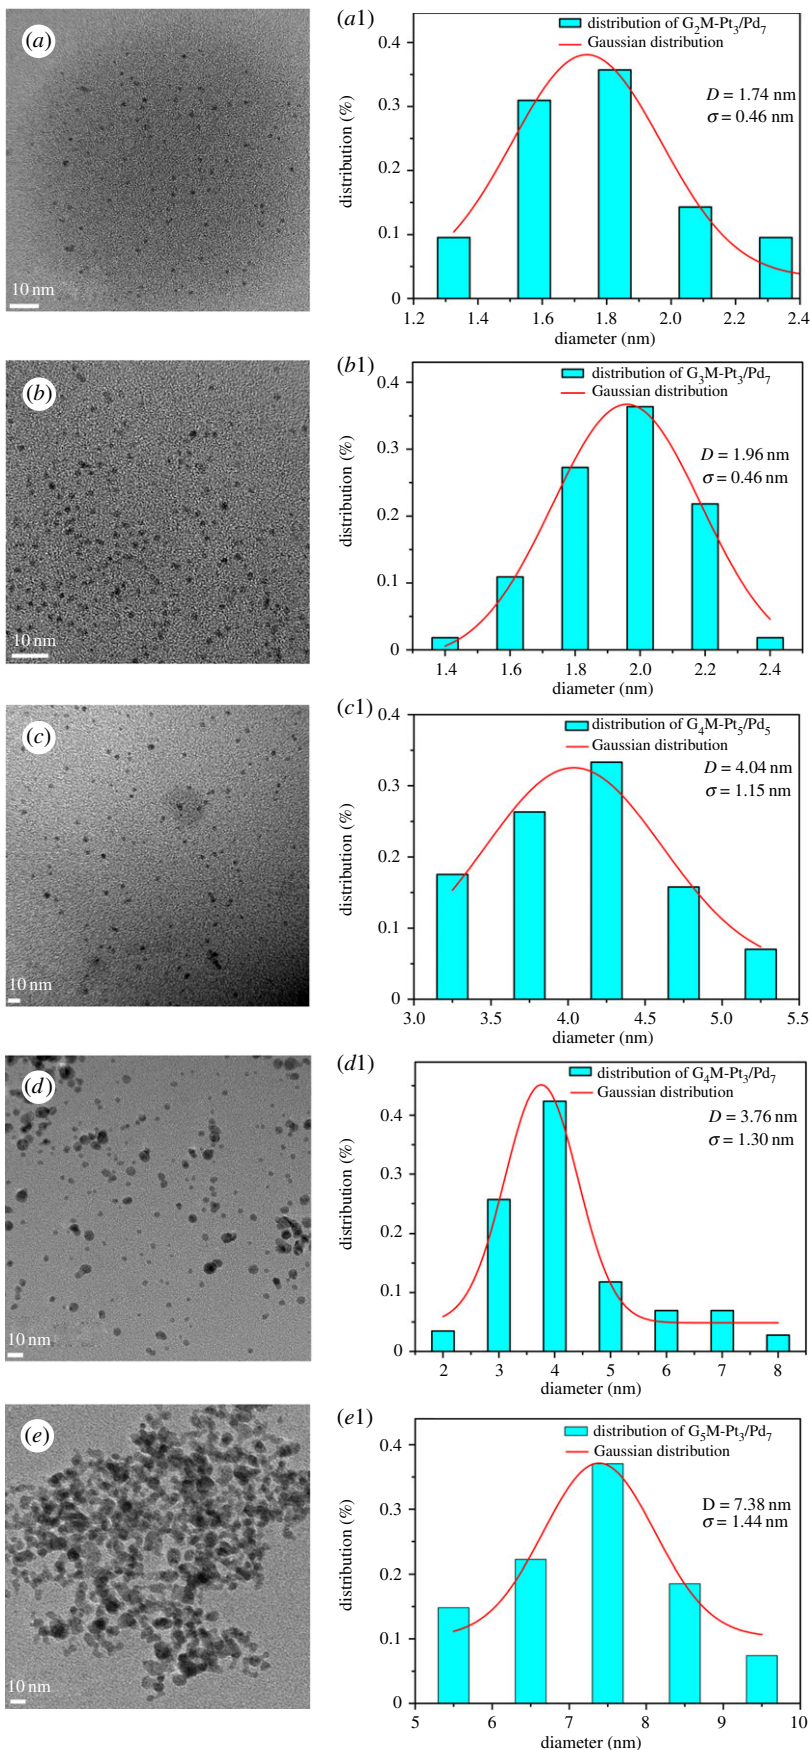 (a)
10 nm
(a1)
distribution of G2M-Pt3/Pd7
Gaussian distribution
D = 1.74 nm
σ = 0.46 nm
distribution (%)
0.4
0.3
0.2
0.1
0
1.2 1.4 1.6 1.8 2.0 2.2 2.4
diameter (nm)
(b)
10 nm
(b1)
distribution of G3M-Pt3/Pd7
Gaussian distribution
D = 1.96 nm
σ = 0.46 nm
distribution (%)
0.4
0.3
0.2
0.1
0
1.4 1.6 1.8 2.0 2.2 2.4
diameter (nm)
(c)
10 nm
(c1)
distribution of G4M-Pt5/Pd5
Gaussian distribution
D = 4.04 nm
σ = 1.15 nm
distribution (%)
0.4
0.3
0.2
0.1
0
3.0 3.5 4.0 4.5 5.0 5.5
diameter (nm)
(d)
10 nm
(d1)
distribution of G4M-Pt3/Pd7
Gaussian distribution
D = 3.76 nm
σ = 1.30 nm
distribution (%)
0.4
0.3
0.2
0.1
0
2 3 4 5 6 7 8
diameter (nm)
(e)
10 nm
(e1)
distribution of G5M-Pt3/Pd7
Gaussian distribution
D = 7.38 nm
σ = 1.44 nm
distribution (%)
0.4
0.3
0.2
0.1
0
5 6 7 8 9 10
diameter (nm)